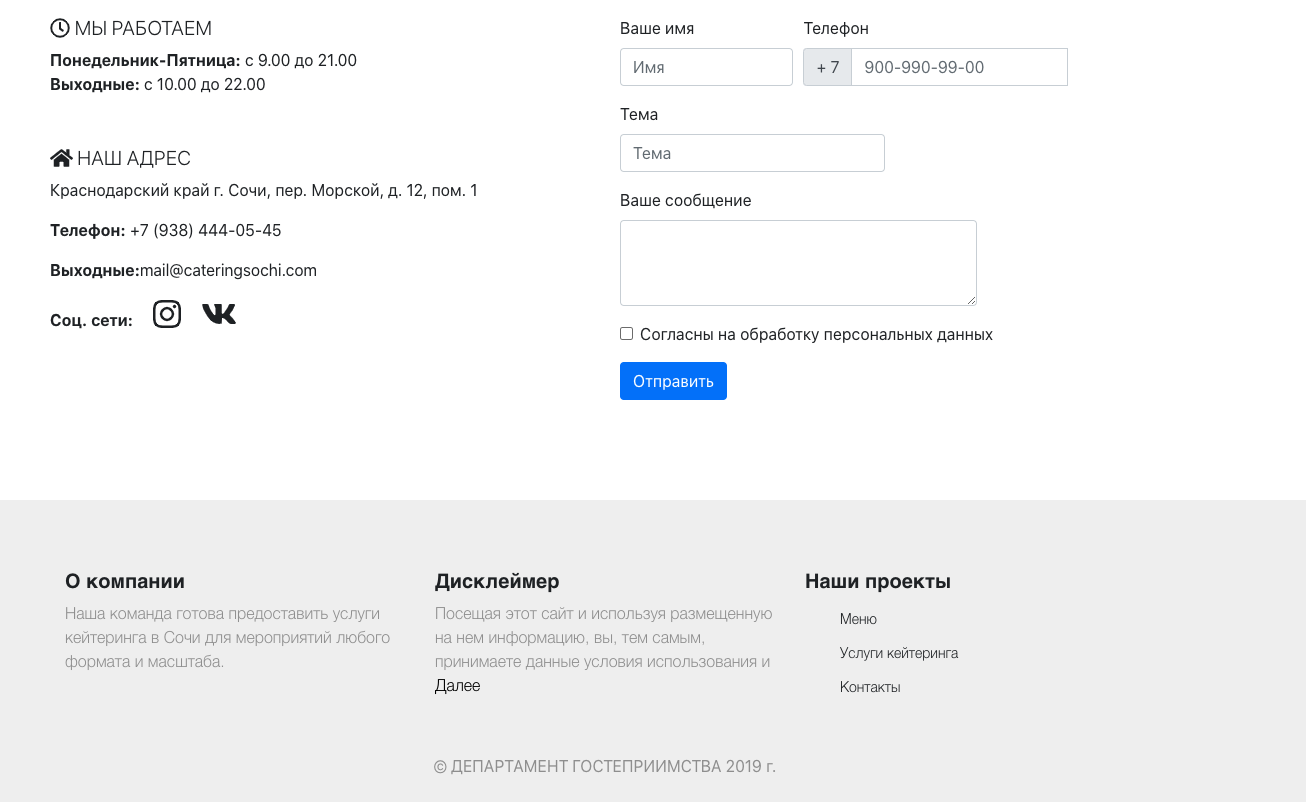 МЫ РАБОТАЕМ
Понедельник-Пятница: с 9.00 до 21.00
Выходные: с 10.00 до 22.00
НАШ АДРЕС
Краснодарский край г. Сочи, пер. Морской, д. 12, пом. 1
Телефон: +7 (938) 444-05-45
Выходные:mail@cateringsochi.com
Соц. сети:
Ваше имя
Имя
Телефон
+ 7 900-990-99-00
Тема
Тема
Ваше сообщение
Согласны на обработку персональных данных
Отправить
О компании
Наша команда готова предоставить услуги
кейтеринга в Сочи для мероприятий любого
формата и масштаба.
Дисклеймер
Посещая этот сайт и используя размещенную
на нем информацию, вы, тем самым,
принимаете данные условия использования и
Далее
Наши проекты
Меню
Услуги кейтеринга
Контакты
© ДЕПАРТАМЕНТ ГОСТЕПРИИМСТВА 2019 г.